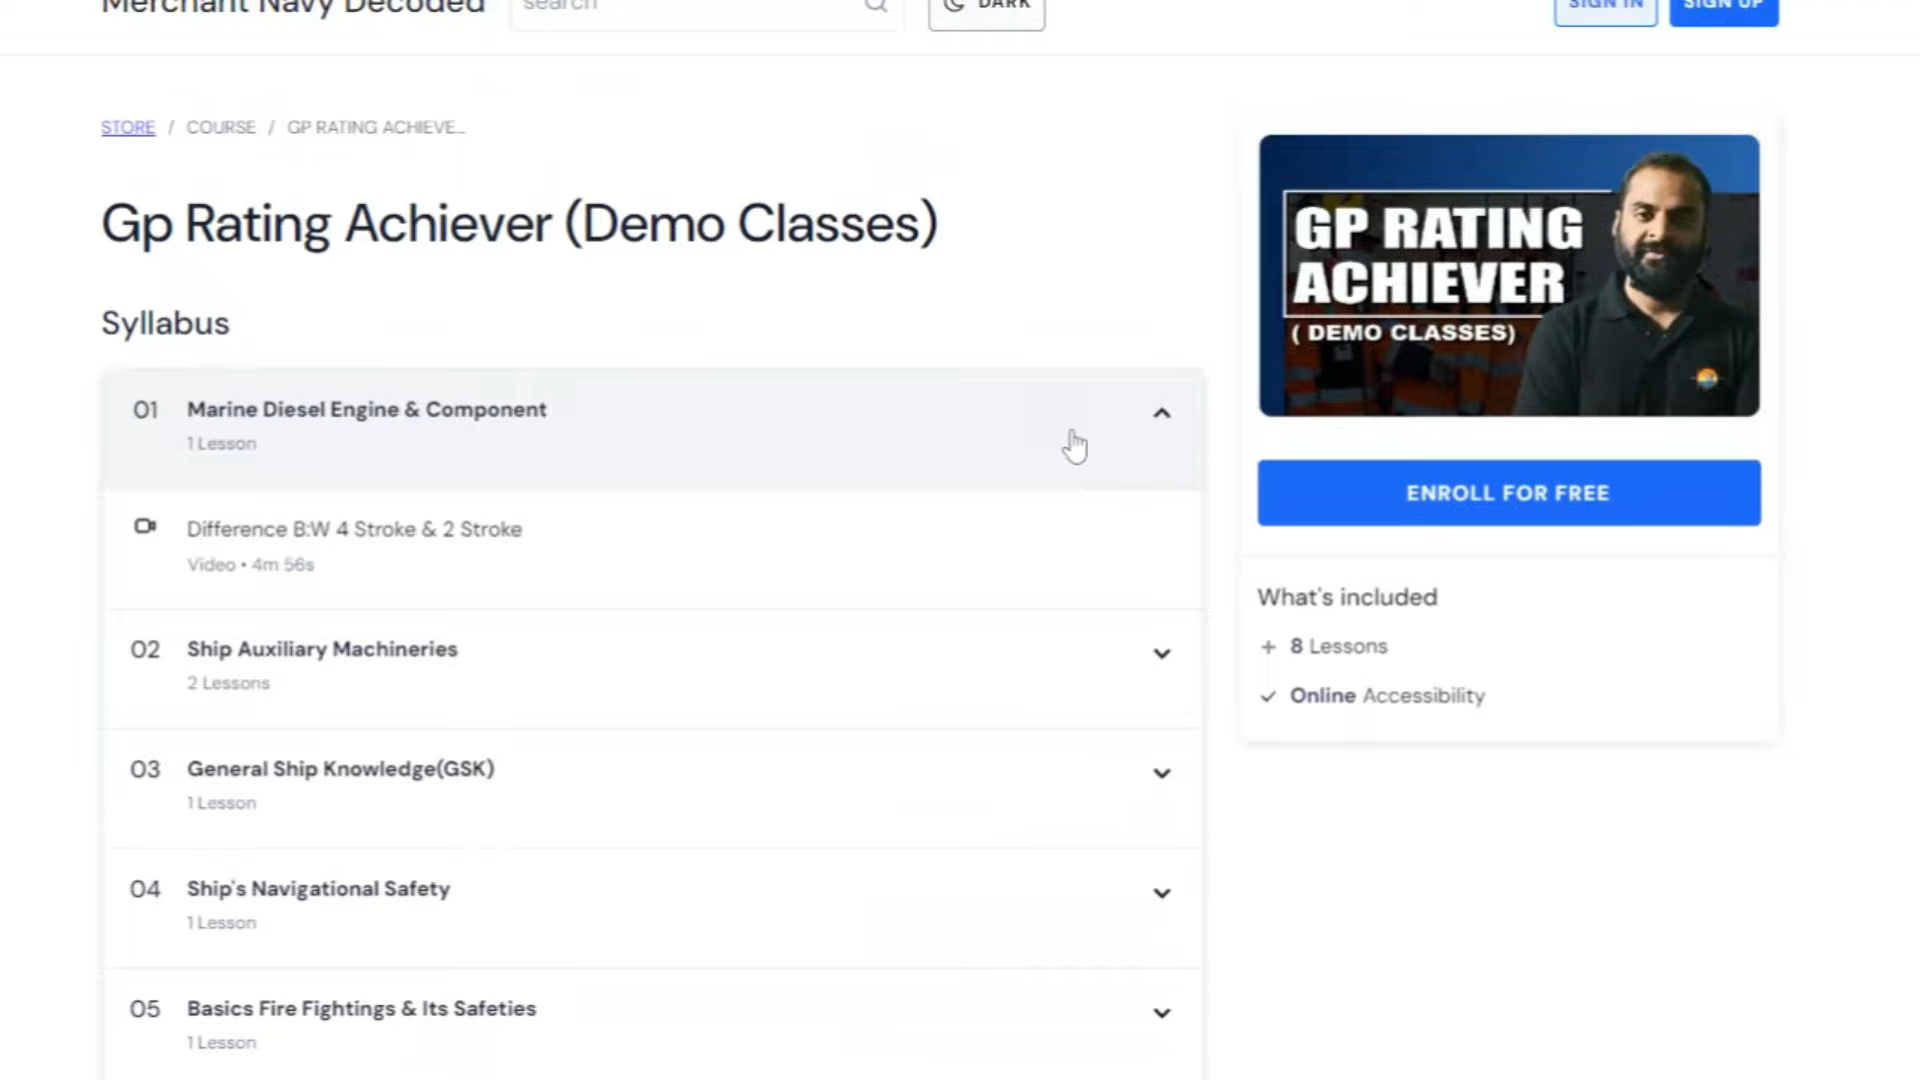 Merchant Navy Decoded
search
DARK
SIGN IN
SIGN UP
STORE / COURSE / GP RATING ACHIEVE...
Gp Rating Achiever (Demo Classes)
Syllabus
01 Marine Diesel Engine & Component
1 Lesson
Difference B:W 4 Stroke & 2 Stroke
Video • 4m 56s
02 Ship Auxiliary Machineries
2 Lessons
03 General Ship Knowledge(GSK)
1 Lesson
04 Ship's Navigational Safety
1 Lesson
05 Basics Fire Fightings & Its Safeties
1 Lesson
GP RATING
ACHIEVER
( DEMO CLASSES)
ENROLL FOR FREE
What's included
8 Lessons
Online Accessibility